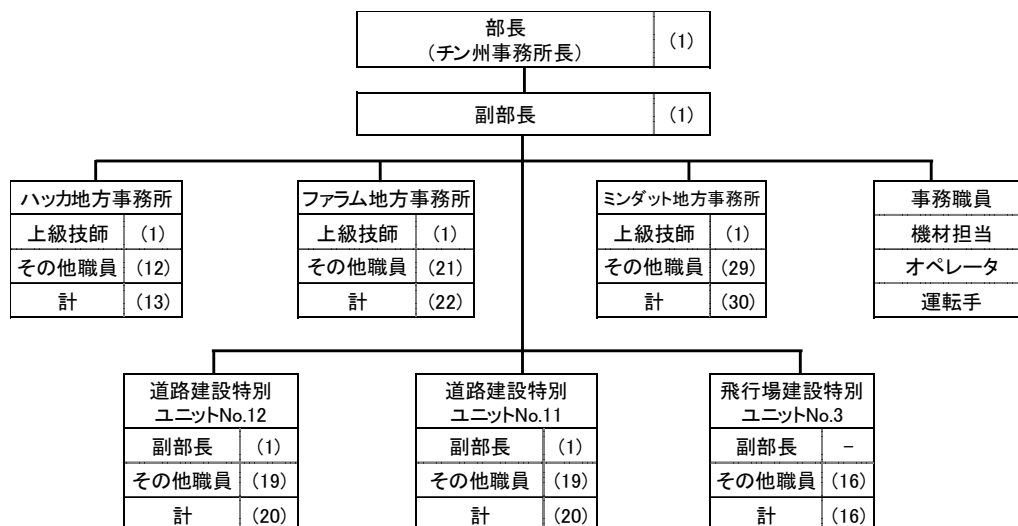 部長
(チン州事務所長)
(1)
副部長
(1)
ハッカ地方事務所
上級技師 (1)
その他職員 (12)
計 (13)
ファラム地方事務所
上級技師 (1)
その他職員 (21)
計 (22)
ミンダット地方事務所
上級技師 (1)
その他職員 (29)
計 (30)
事務職員
機材担当
オペレータ
運転手
道路建設特別
ユニットNo.12
副部長 (1)
その他職員 (19)
計 (20)
道路建設特別
ユニットNo.11
副部長 (1)
その他職員 (19)
計 (20)
飛行場建設特別
ユニットNo.3
副部長 -
その他職員 (16)
計 (16)